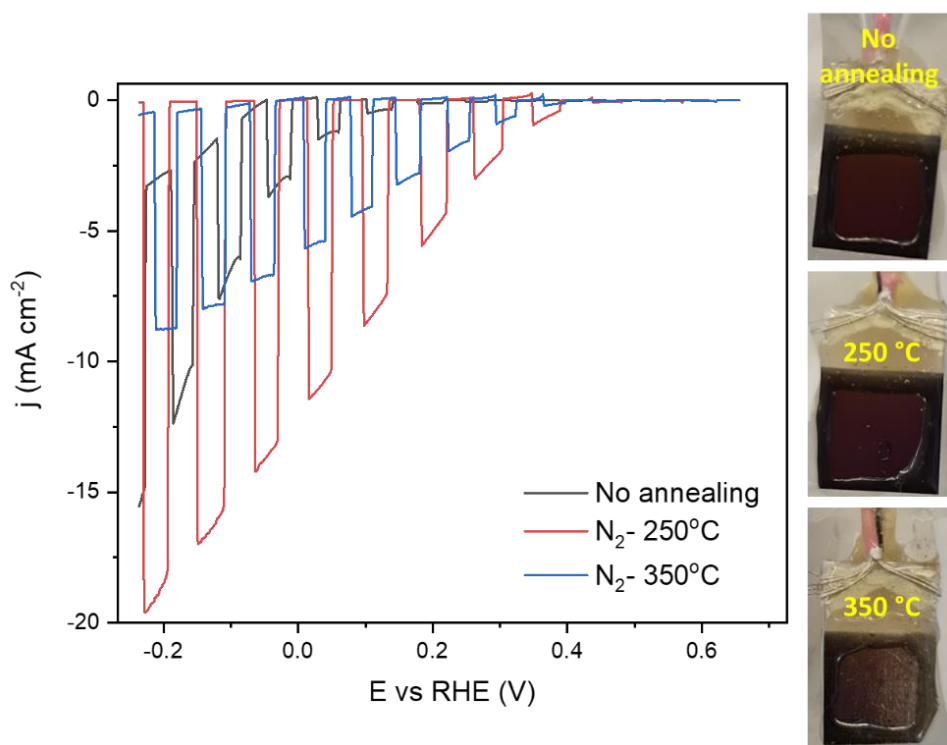 0
-5
-10
-15
-20
j (mA cm⁻²)
-0.2 0.0 0.2 0.4 0.6
E vs RHE (V)
No annealing
N₂- 250°C
N₂- 350°C
No
annealing
250 °C
350 °C